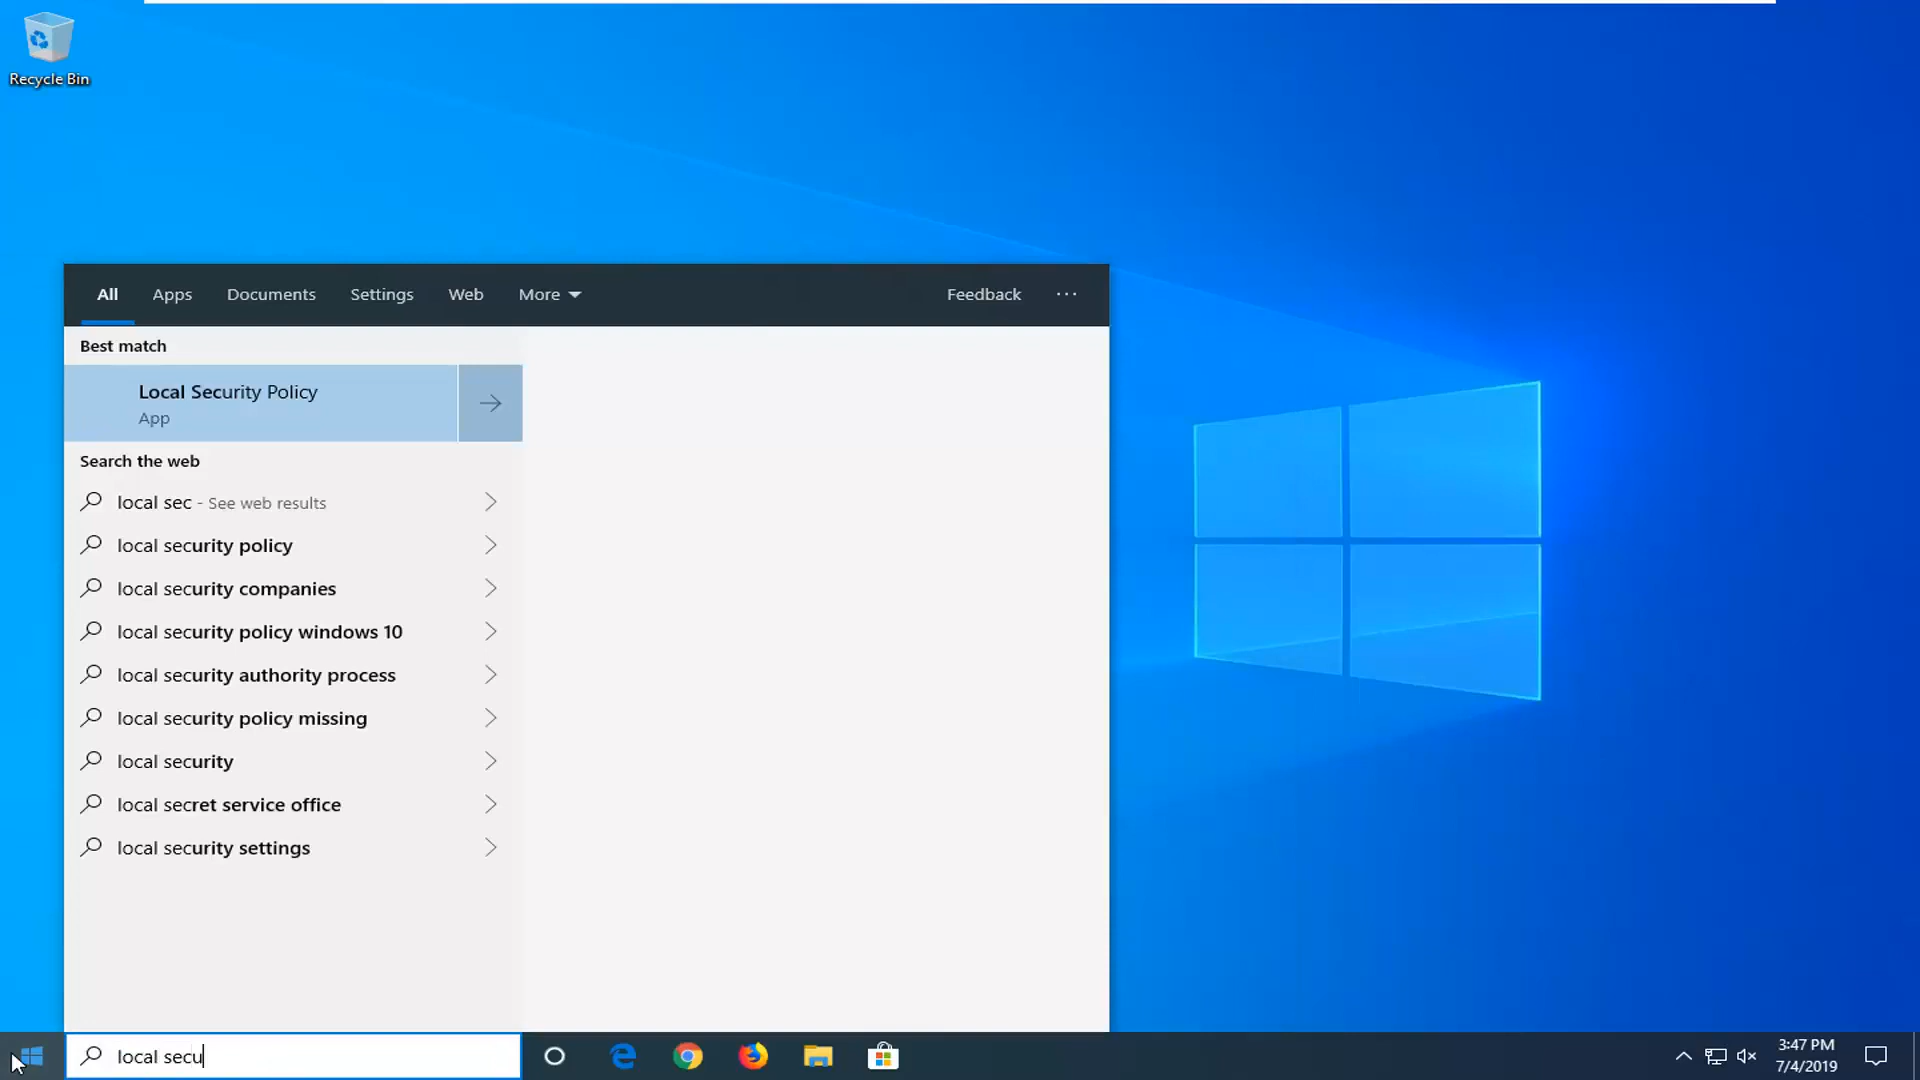 Recycle Bin
All Apps Documents Settings Web More Feedback ···
Best match
Local Security Policy
App
Search the web
local sec - See web results
local security policy
local security companies
local security policy windows 10
local security authority process
local security policy missing
local security
local secret service office
local security settings
local secu
3:47 PM
7/4/2019